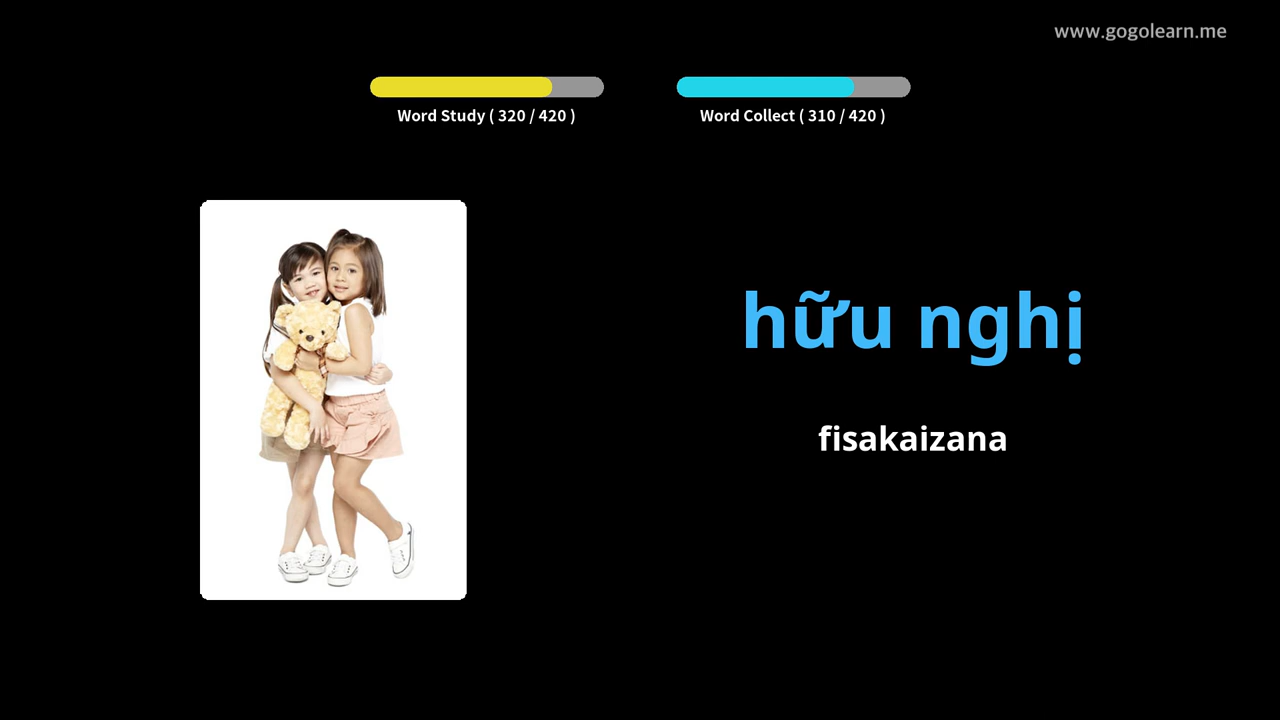 www.gogolearn.me
Word Study ( 320 / 420 )
Word Collect ( 310 / 420 )
hữu nghị
fisakaizana